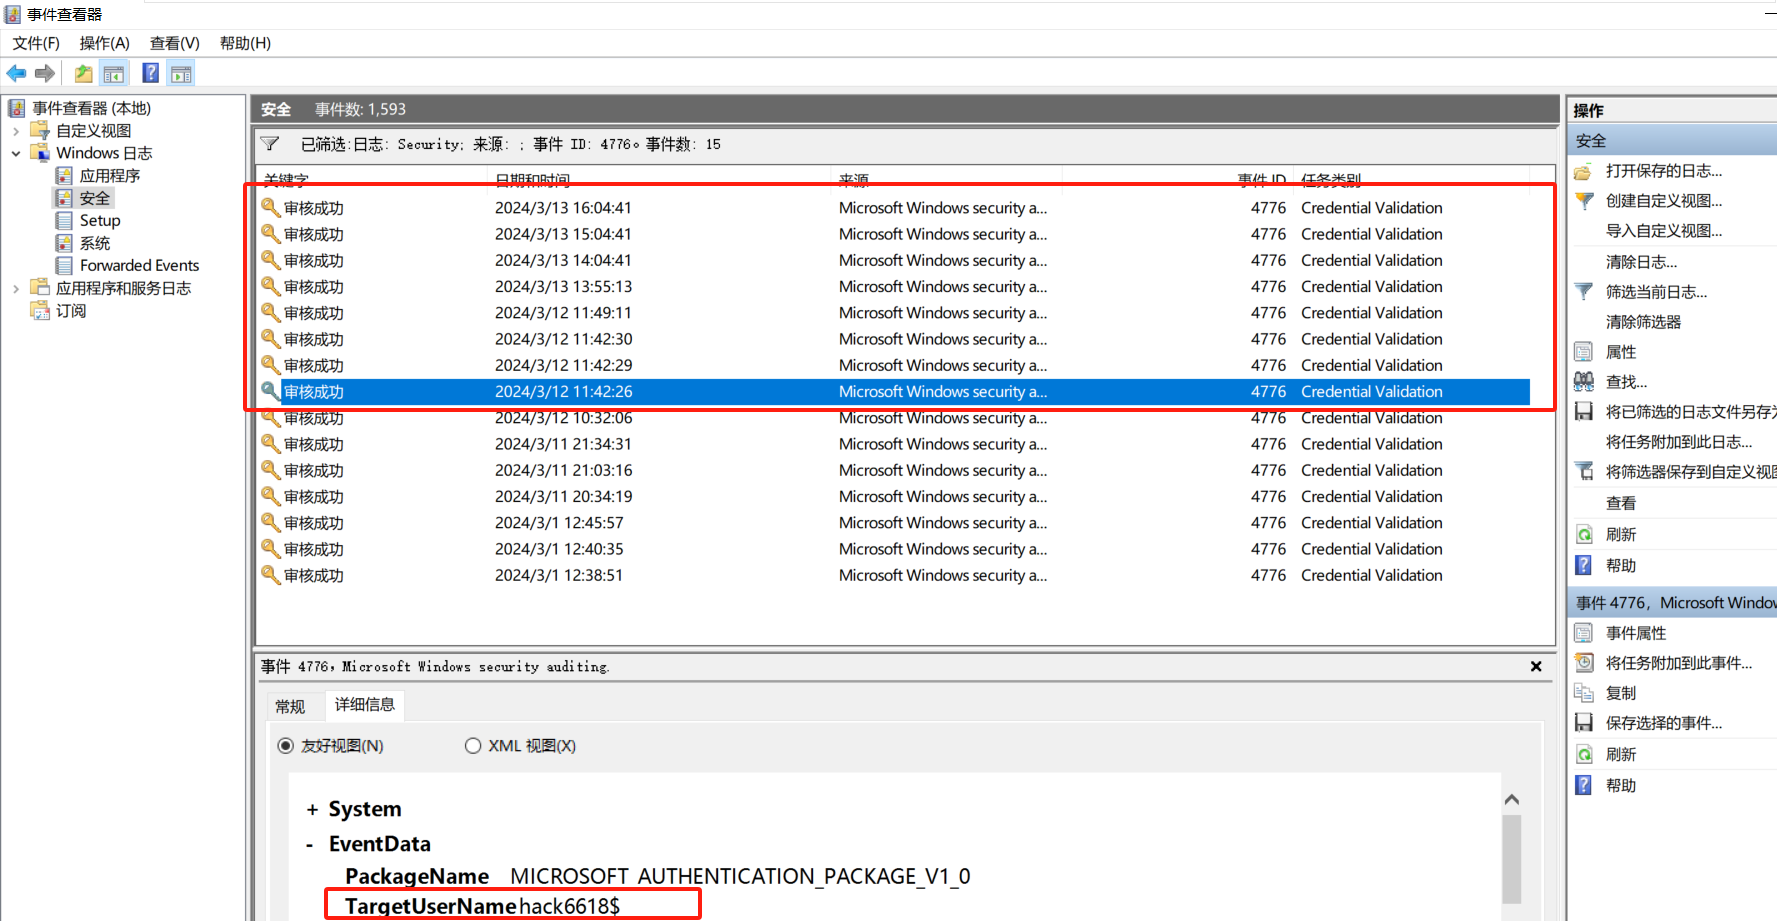 事件查看器
文件(F) 操作(A) 查看(V) 帮助(H)
事件查看器 (本地)
自定义视图
Windows 日志
应用程序
安全
Setup
系统
Forwarded Events
应用程序和服务日志
订阅
安全 事件数: 1,593
已筛选:日志: Security; 来源: ; 事件 ID: 4776。事件数: 15
关键字 日期和时间 来源 事件 ID 任务类别
审核成功 2024/3/13 16:04:41 Microsoft Windows security a... 4776 Credential Validation
审核成功 2024/3/13 15:04:41 Microsoft Windows security a... 4776 Credential Validation
审核成功 2024/3/13 14:04:41 Microsoft Windows security a... 4776 Credential Validation
审核成功 2024/3/13 13:55:13 Microsoft Windows security a... 4776 Credential Validation
审核成功 2024/3/12 11:49:11 Microsoft Windows security a... 4776 Credential Validation
审核成功 2024/3/12 11:42:30 Microsoft Windows security a... 4776 Credential Validation
审核成功 2024/3/12 11:42:29 Microsoft Windows security a... 4776 Credential Validation
审核成功 2024/3/12 11:42:26 Microsoft Windows security a... 4776 Credential Validation
审核成功 2024/3/12 10:32:06 Microsoft Windows security a... 4776 Credential Validation
审核成功 2024/3/11 21:34:31 Microsoft Windows security a... 4776 Credential Validation
审核成功 2024/3/11 21:03:16 Microsoft Windows security a... 4776 Credential Validation
审核成功 2024/3/11 20:34:19 Microsoft Windows security a... 4776 Credential Validation
审核成功 2024/3/1 12:45:57 Microsoft Windows security a... 4776 Credential Validation
审核成功 2024/3/1 12:40:35 Microsoft Windows security a... 4776 Credential Validation
审核成功 2024/3/1 12:38:51 Microsoft Windows security a... 4776 Credential Validation
事件 4776，Microsoft Windows security auditing.
常规 详细信息
友好视图(N) XML 视图(X)
+ System
- EventData
PackageName MICROSOFT_AUTHENTICATION_PACKAGE_V1_0
TargetUserName hack6618$
操作
安全
打开保存的日志...
创建自定义视图...
导入自定义视图...
清除日志...
筛选当前日志...
清除筛选器
属性
查找...
将已筛选的日志文件另存为
将任务附加到此日志...
将筛选器保存到自定义视图
查看
刷新
帮助
事件 4776，Microsoft Window
事件属性
将任务附加到此事件...
复制
保存选择的事件...
刷新
帮助